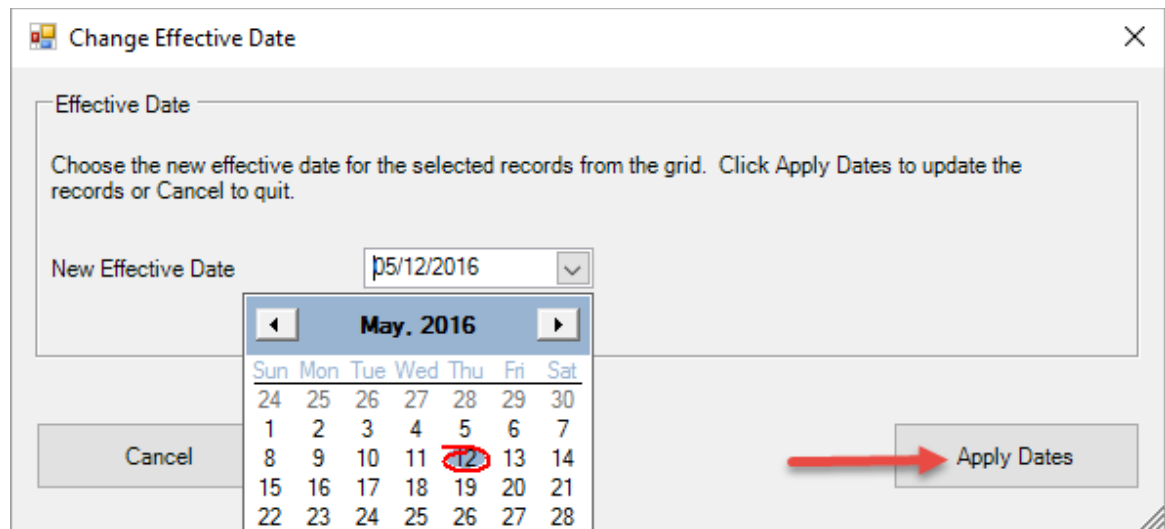 Change Effective Date
Effective Date
Choose the new effective date for the selected records from the grid. Click Apply Dates to update the
records or Cancel to quit.
New Effective Date 05/12/2016
May, 2016
Sun Mon Tue Wed Thu Fri Sat
24 25 26 27 28 29 30
1 2 3 4 5 6 7
8 9 10 11 12 13 14
15 16 17 18 19 20 21
22 23 24 25 26 27 28
Cancel
Apply Dates